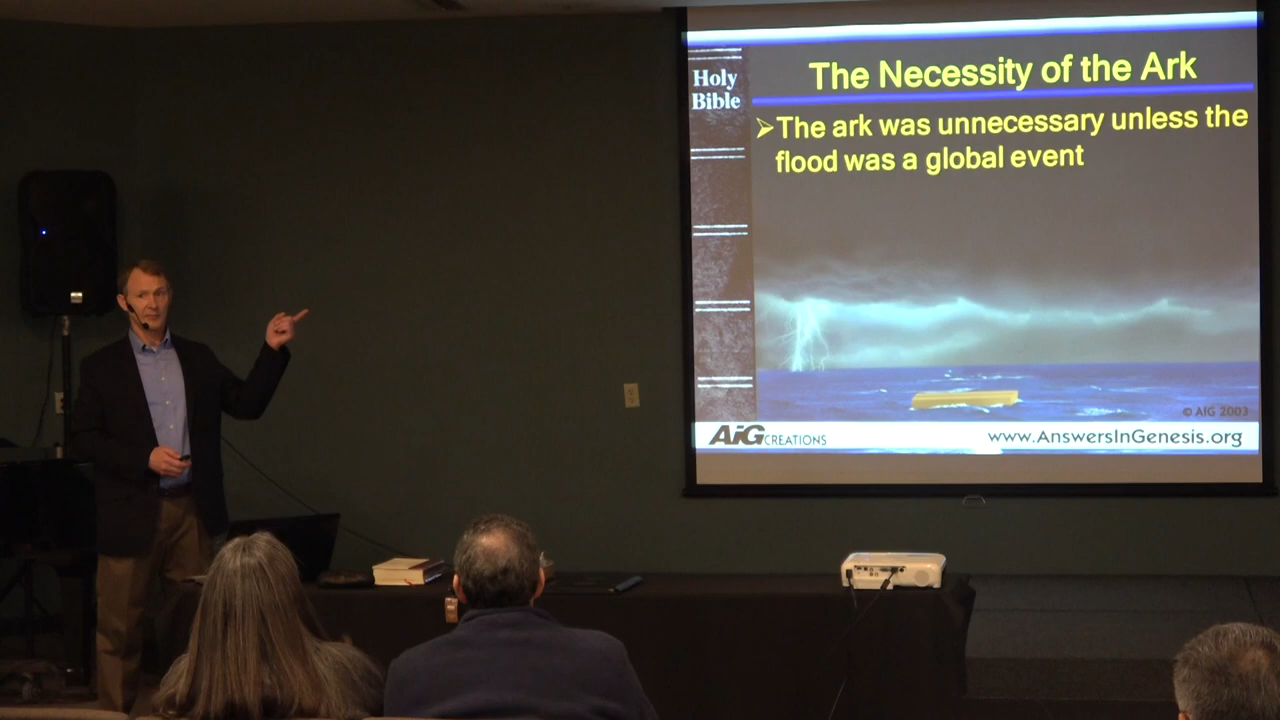 Holy
Bible
The Necessity of the Ark
➢The ark was unnecessary unless the
flood was a global event
© AiG 2003
AiG CREATIONS
www.AnswersInGenesis.org